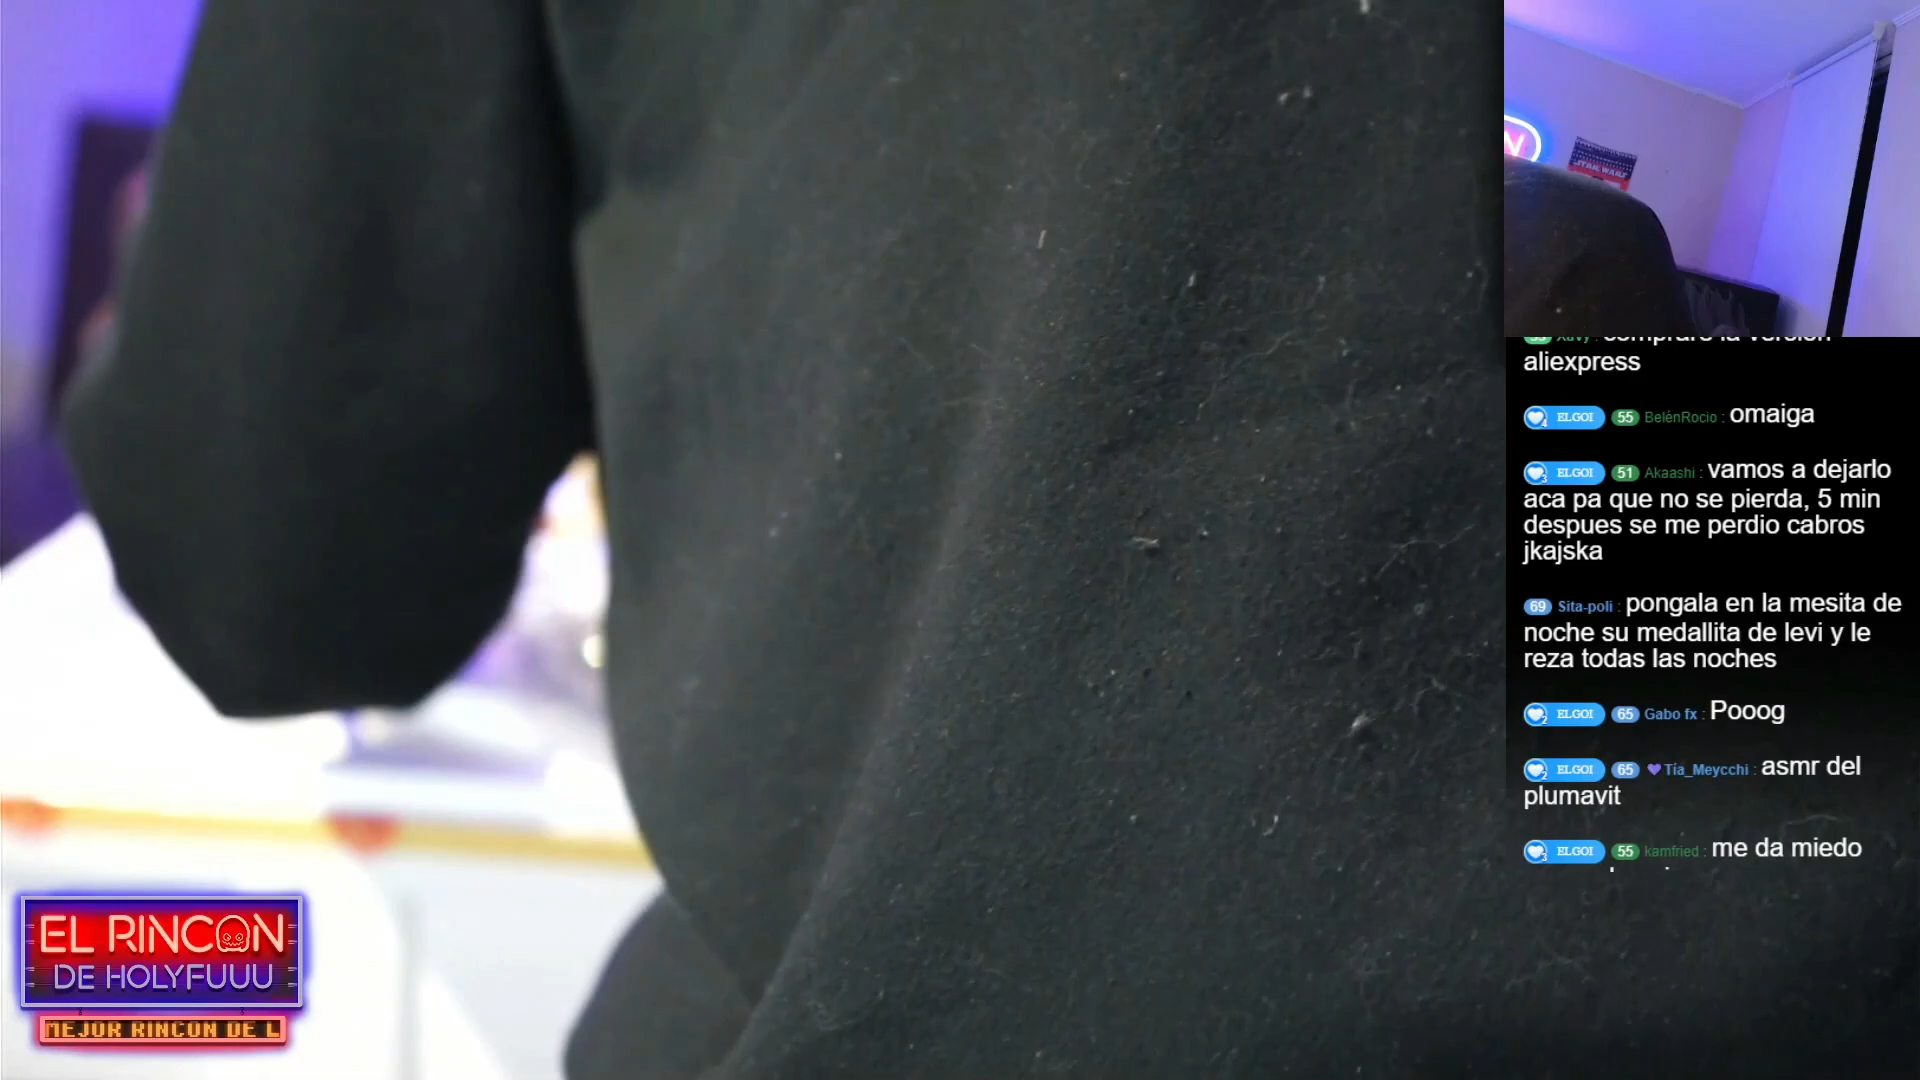 STAR WARS
N
aliexpress
ELGOI 55 BelénRocio : omaiga
ELGOI 51 Akaashi : vamos a dejarlo
aca pa que no se pierda, 5 min
despues se me perdio cabros
jkajska
69 Sita-poli : pongala en la mesita de
noche su medallita de levi y le
reza todas las noches
ELGOI 65 Gabo fx : Pooog
ELGOI 65 Tía_Meycchi : asmr del
plumavit
ELGOI 55 kamfried : me da miedo
EL RINCON
DE HOLYFUUU
MEJOR RINCON DE L